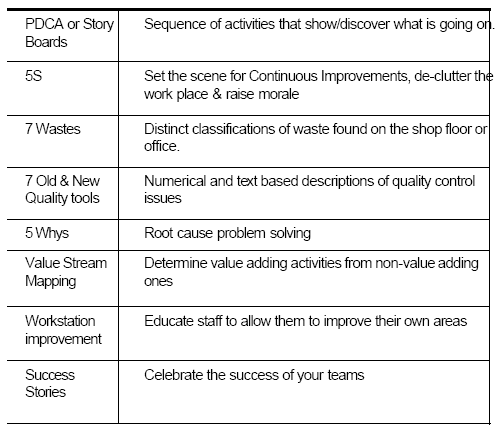 PDCA or Story Boards	Sequence of activities that show/discover what is going on.
5S	Set the scene for Continuous Improvements, de-clutter the
work place & raise morale
7 Wastes	Distinct classifications of waste found on the shop floor or
office.
7 Old & New Quality tools	Numerical and text based descriptions of quality control
issues
5 Whys	Root cause problem solving
Value Stream Mapping	Determine value adding activities from non-value adding
ones
Workstation improvement	Educate staff to allow them to improve their own areas
Success Stories	Celebrate the success of your teams